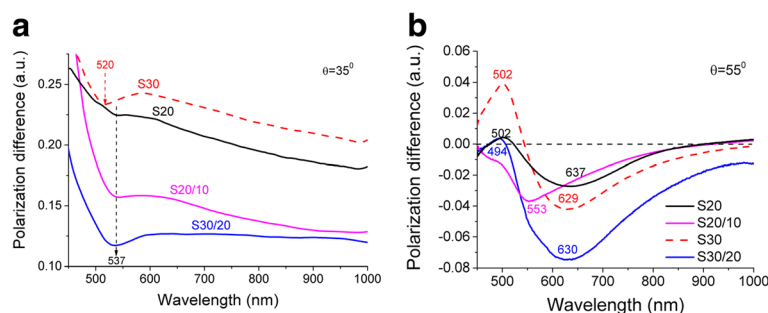 a
b
Polarization difference (a.u.)
0.25
0.20
0.15
0.10
520
S30
θ=35⁰
S20
S20/10
S30/20
537
500
600
700
800
900
1000
Wavelength (nm)
Polarization difference (a.u.)
0.06
0.04
0.02
0.00
-0.02
-0.04
-0.06
-0.08
502
θ=55⁰
502
494
637
629
553
630
S20
S20/10
S30
S30/20
500
600
700
800
900
1000
Wavelength (nm)